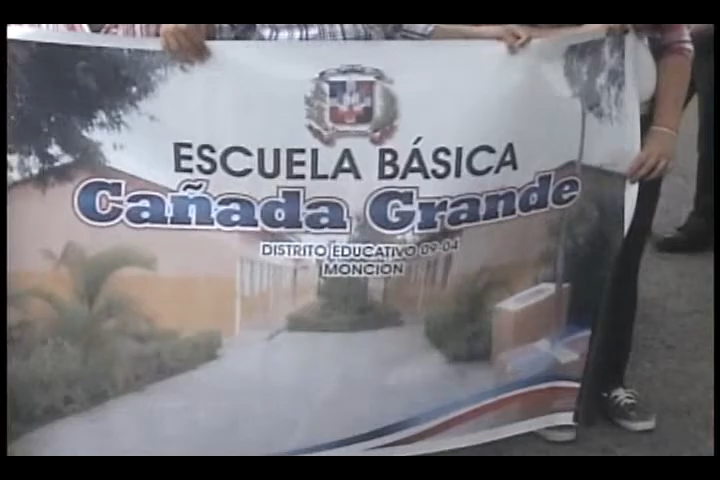 ESCUELA BÁSICA
Cañada Grande
DISTRITO EDUCATIVO 09-04
MONCION